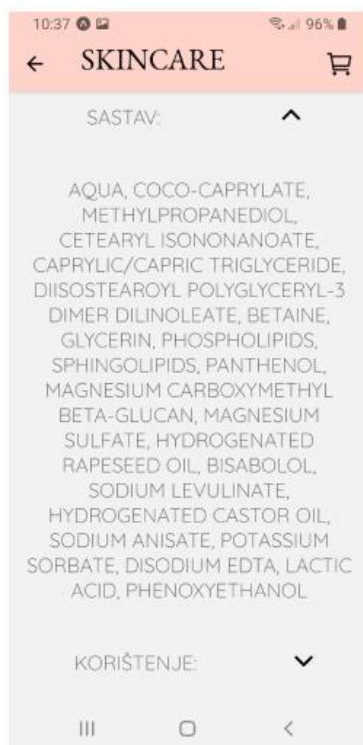 10:37
96%
SKINCARE
SASTAV:
AQUA, COCO-CAPRYLATE,
METHYLPROPANEDIOL,
CETEARYL ISONONANOATE,
CAPRYLIC/CAPRIC TRIGLYCERIDE,
DIISOSTEAROYL POLYGLYCERYL-3
DIMER DILINOLEATE, BETAINE,
GLYCERIN, PHOSPHOLIPIDS,
SPHINGOLIPIDS, PANTHENOL,
MAGNESIUM CARBOXYMETHYL
BETA-GLUCAN, MAGNESIUM
SULFATE, HYDROGENATED
RAPESEED OIL, BISABOLOL,
SODIUM LEVULINATE,
HYDROGENATED CASTOR OIL,
SODIUM ANISATE, POTASSIUM
SORBATE, DISODIUM EDTA, LACTIC
ACID, PHENOXYETHANOL
KORIŠTENJE: